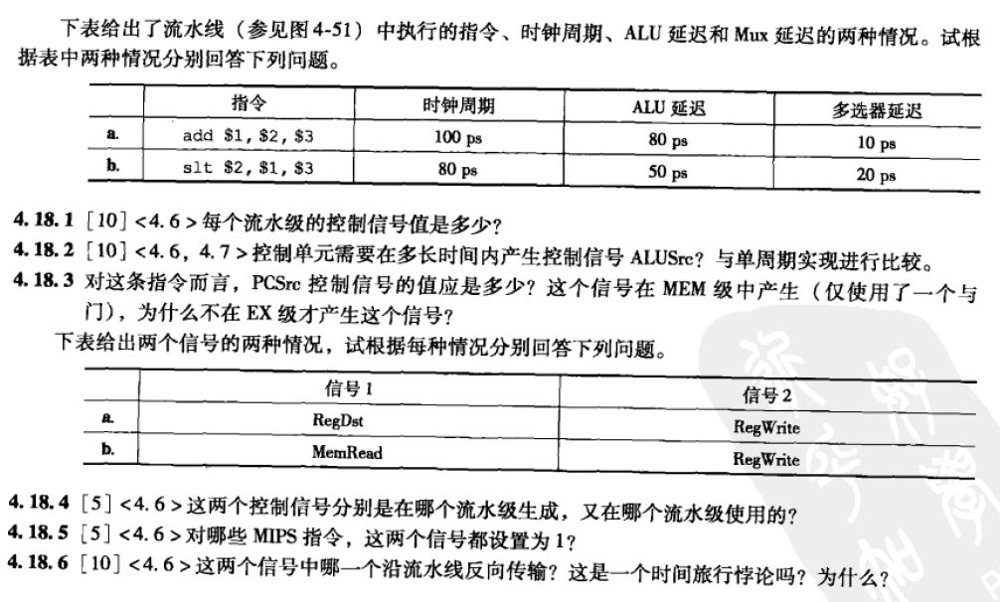 下表给出了流水线（参见图4-51）中执行的指令、时钟周期、ALU 延迟和 Mux 延迟的两种情况。试根
据表中两种情况分别回答下列问题。
指令 时钟周期 ALU 延迟 多选器延迟
a. add $1, $2, $3 100 ps 80 ps 10 ps
b. slt $2, $1, $3 80 ps 50 ps 20 ps
4.18.1 [10] <4.6> 每个流水级的控制信号值是多少？
4.18.2 [10] <4.6, 4.7> 控制单元需要在多长时间内产生控制信号 ALUSrc？与单周期实现进行比较。
4.18.3 对这条指令而言，PCSrc 控制信号的值应是多少？这个信号在 MEM 级中产生（仅使用了一个与
门），为什么不在 EX 级才产生这个信号？
下表给出两个信号的两种情况，试根据每种情况分别回答下列问题。
信号 1 信号 2
a. RegDst RegWrite
b. MemRead RegWrite
4.18.4 [5] <4.6> 这两个控制信号分别是在哪个流水级生成，又在哪个流水级使用的？
4.18.5 [5] <4.6> 对哪些 MIPS 指令，这两个信号都设置为 1？
4.18.6 [10] <4.6> 这两个信号中哪一个沿流水线反向传输？这是一个时间旅行悖论吗？为什么？